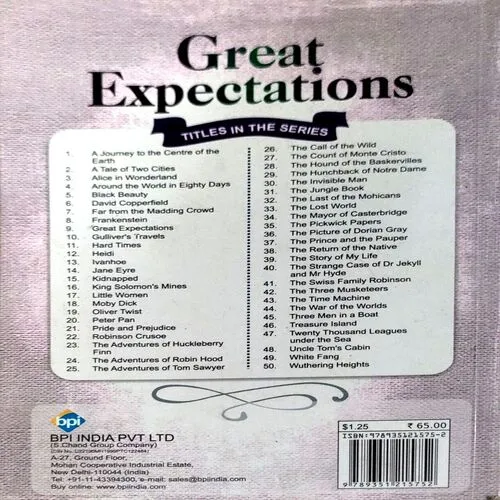 Great
Expectations
TITLES IN THE SERIES
1. A Journey to the Centre of the
Earth
2. A Tale of Two Cities
3. Alice in Wonderland
4. Around the World in Eighty Days
5. Black Beauty
6. David Copperfield
7. Far from the Madding Crowd
8. Frankenstein
9. Great Expectations
10. Gulliver's Travels
11. Hard Times
12. Heidi
13. Ivanhoe
14. Jane Eyre
15. Kidnapped
16. King Solomon's Mines
17. Little Women
18. Moby Dick
19. Oliver Twist
20. Peter Pan
21. Pride and Prejudice
22. Robinson Crusoe
23. The Adventures of Huckleberry
Finn
24. The Adventures of Robin Hood
25. The Adventures of Tom Sawyer
26. The Call of the Wild
27. The Count of Monte Cristo
28. The Hound of the Baskervilles
29. The Hunchback of Notre Dame
30. The Invisible Man
31. The Jungle Book
32. The Last of the Mohicans
33. The Lost World
34. The Mayor of Casterbridge
35. The Pickwick Papers
36. The Picture of Dorian Gray
37. The Prince and the Pauper
38. The Return of the Native
39. The Story of My Life
40. The Strange Case of Dr Jekyll
and Mr Hyde
41. The Swiss Family Robinson
42. The Three Musketeers
43. The Time Machine
44. The War of the Worlds
45. Three Men in a Boat
46. Treasure Island
47. Twenty Thousand Leagues
under the Sea
48. Uncle Tom's Cabin
49. White Fang
50. Wuthering Heights
bpi
BPI INDIA PVT LTD
(S.Chand Group Company)
A-27, Ground Floor,
Mohan Cooperative Industrial Estate,
New Delhi-110044 (India)
Tel: +91-11-43394300, e-mail: sales@bpiindia.com
Buy online: www.bpiindia.com
$1.25 ₹ 65.00
ISBN:978935121575-2
9 789351 215752